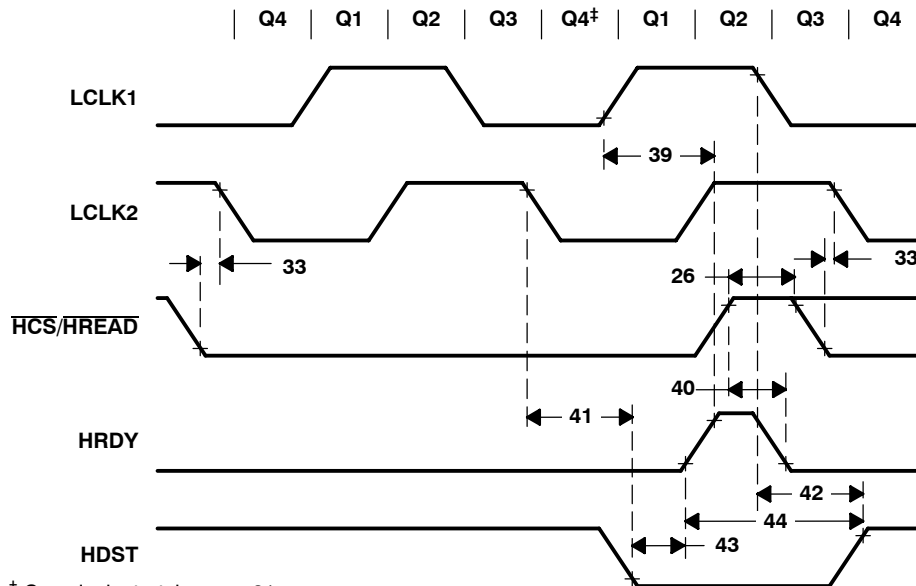 Q4 Q1 Q2 Q3 Q4‡ Q1 Q2 Q3 Q4
LCLK1
39
LCLK2
33
26
33
HCS/HREAD
40
41
HRDY
42
44
43
HDST